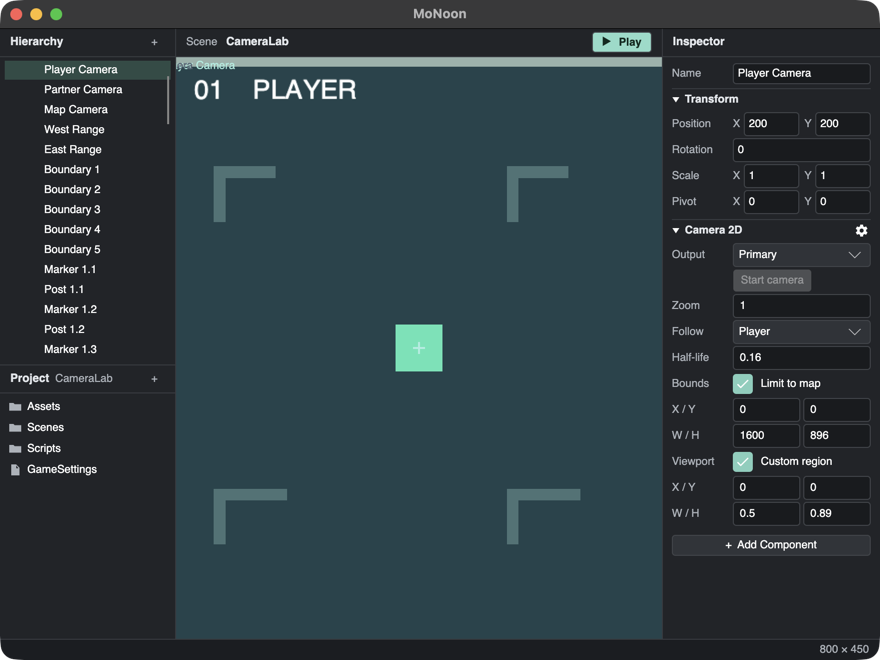 MoNoon
Hierarchy +
Player Camera
Partner Camera
Map Camera
West Range
East Range
Boundary 1
Boundary 2
Boundary 3
Boundary 4
Boundary 5
Marker 1.1
Post 1.1
Marker 1.2
Post 1.2
Marker 1.3
Project CameraLab +
Assets
Scenes
Scripts
GameSettings
Scene CameraLab Play
Camera
01 PLAYER
Inspector
Name Player Camera
Transform
Position X 200 Y 200
Rotation 0
Scale X 1 Y 1
Pivot X 0 Y 0
Camera 2D
Output Primary
Start camera
Zoom 1
Follow Player
Half-life 0.16
Bounds Limit to map
X / Y 0 0
W / H 1600 896
Viewport Custom region
X / Y 0 0
W / H 0.5 0.89
+ Add Component
800 × 450